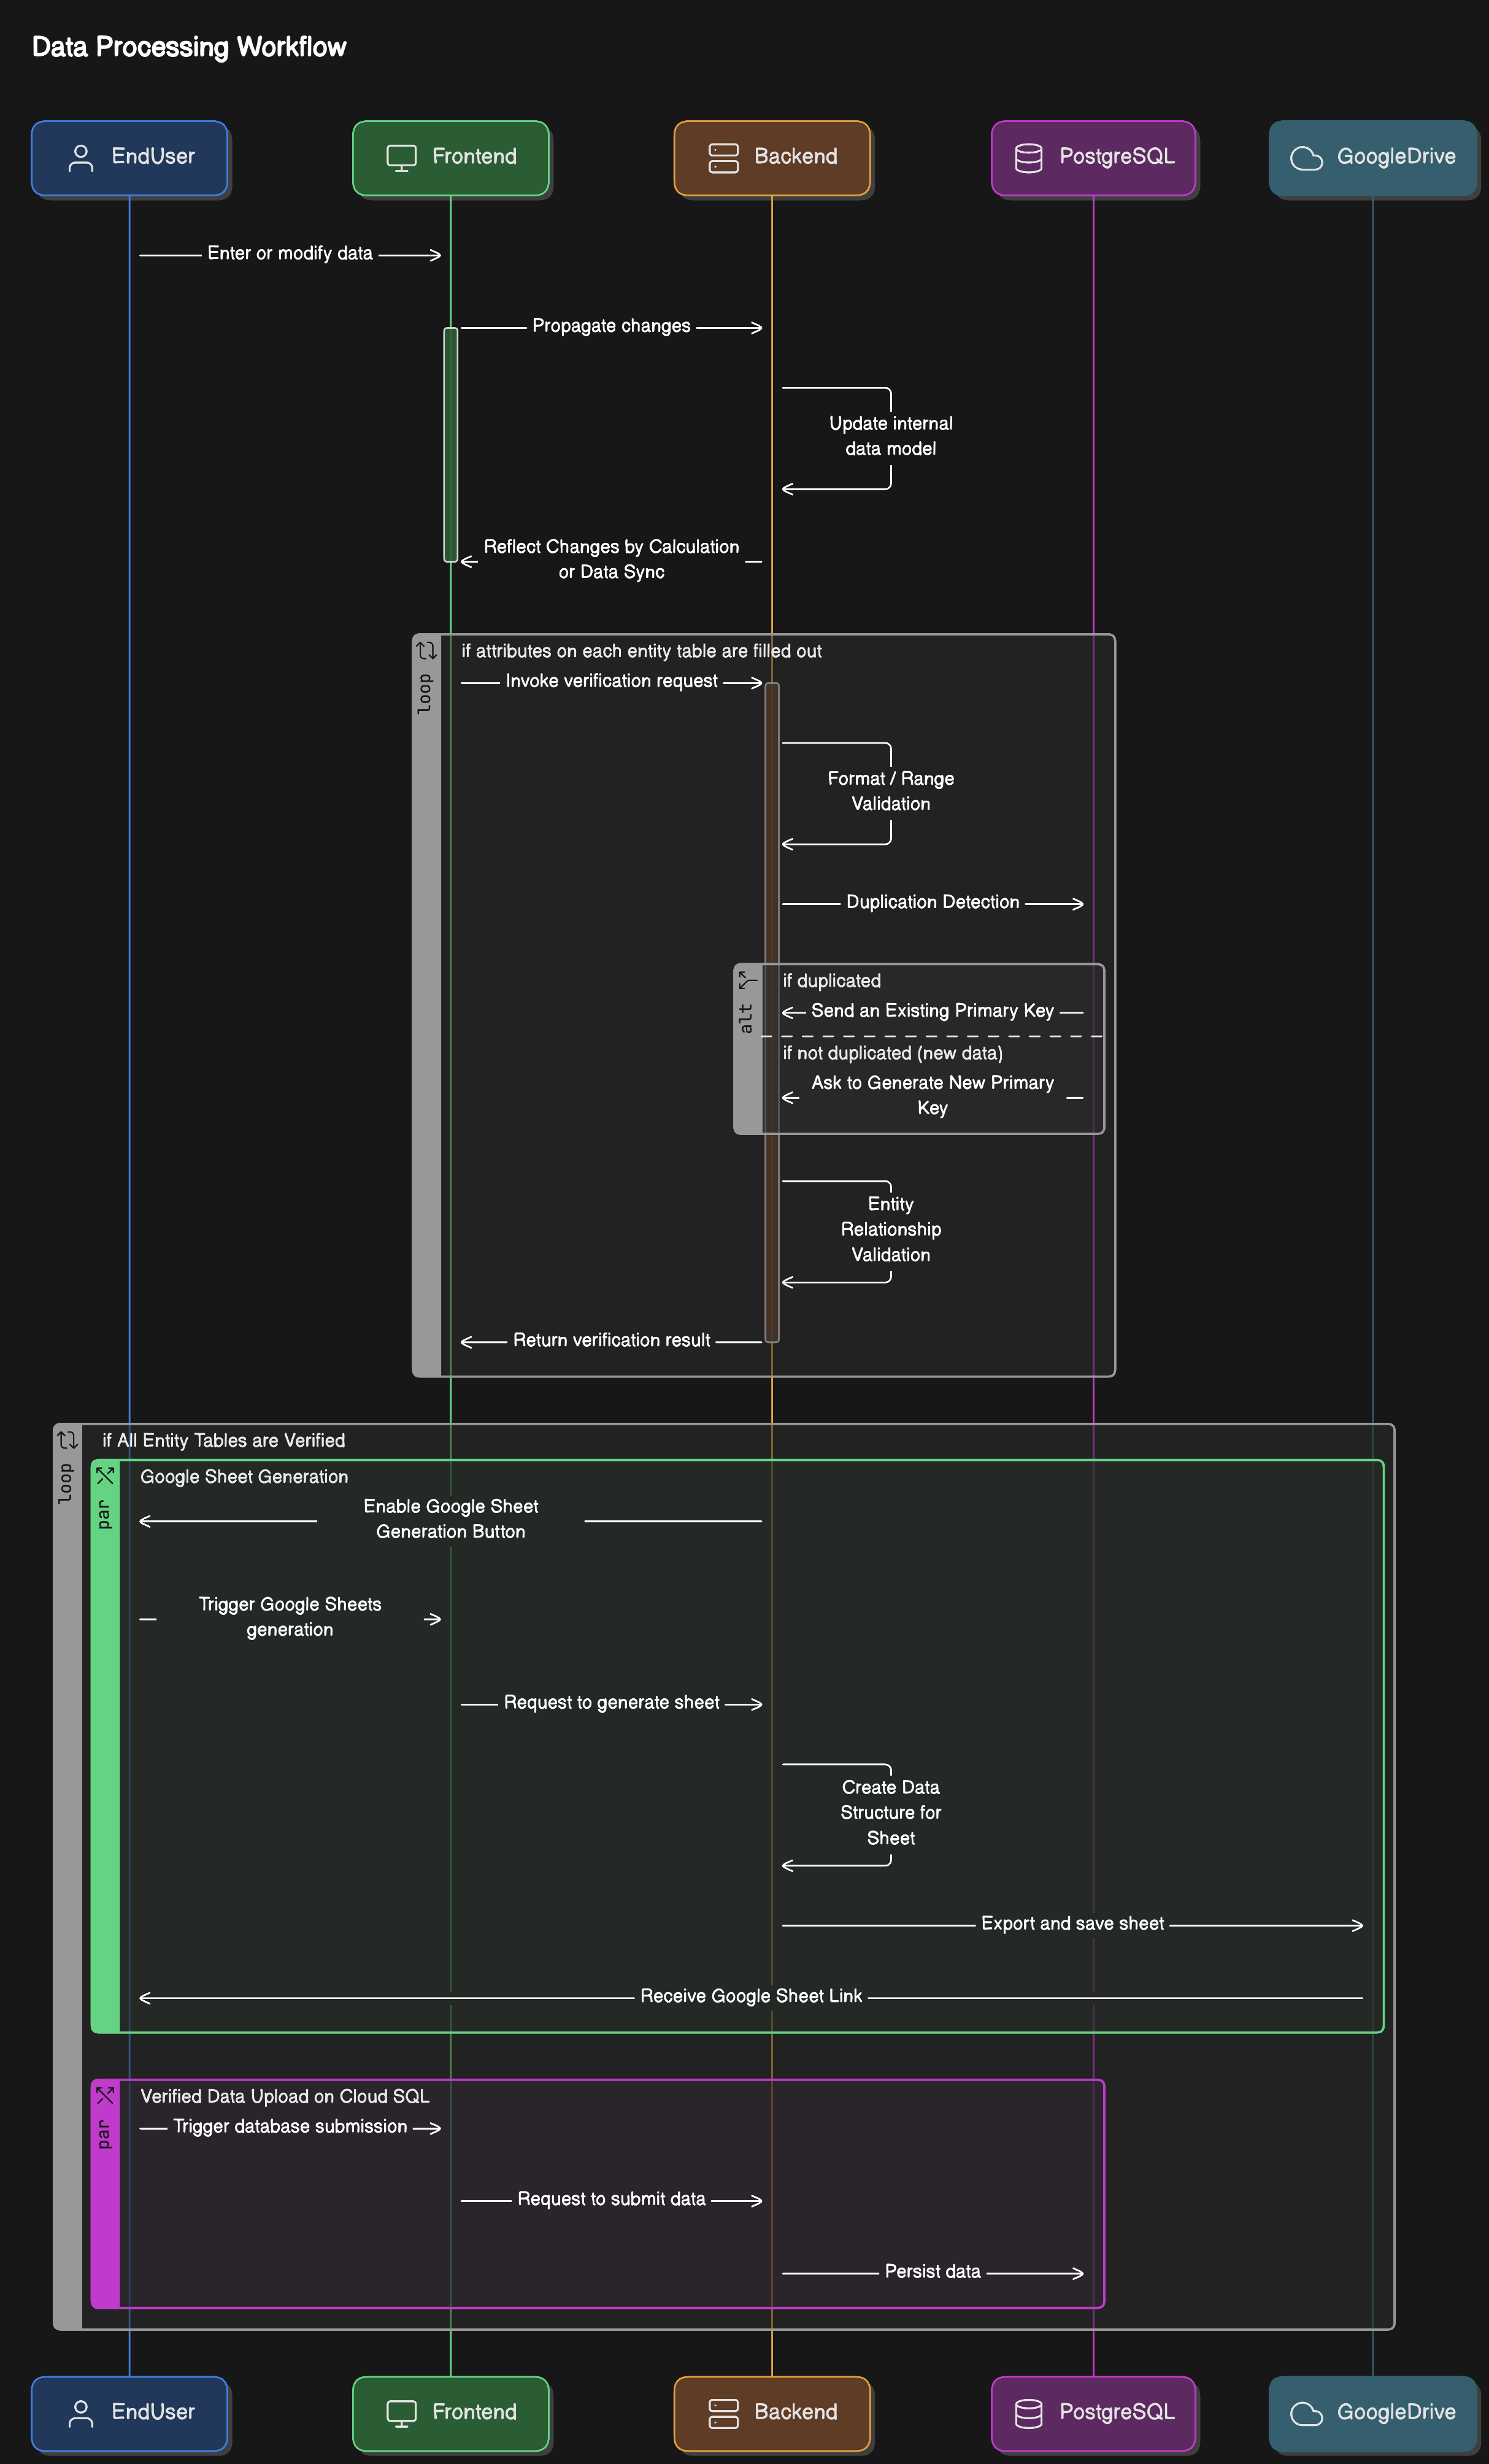 Data Processing Workflow
EndUser
Frontend
Backend
PostgreSQL
GoogleDrive
Enter or modify data
Propagate changes
Update internal
data model
Reflect Changes by Calculation
or Data Sync
loop
if attributes on each entity table are filled out
Invoke verification request
Format / Range
Validation
Duplication Detection
alt
if duplicated
Send an Existing Primary Key
if not duplicated (new data)
Ask to Generate New Primary
Key
Entity
Relationship
Validation
Return verification result
loop
if All Entity Tables are Verified
par
Google Sheet Generation
Enable Google Sheet
Generation Button
Trigger Google Sheets
generation
Request to generate sheet
Create Data
Structure for
Sheet
Export and save sheet
Receive Google Sheet Link
par
Verified Data Upload on Cloud SQL
Trigger database submission
Request to submit data
Persist data
EndUser
Frontend
Backend
PostgreSQL
GoogleDrive